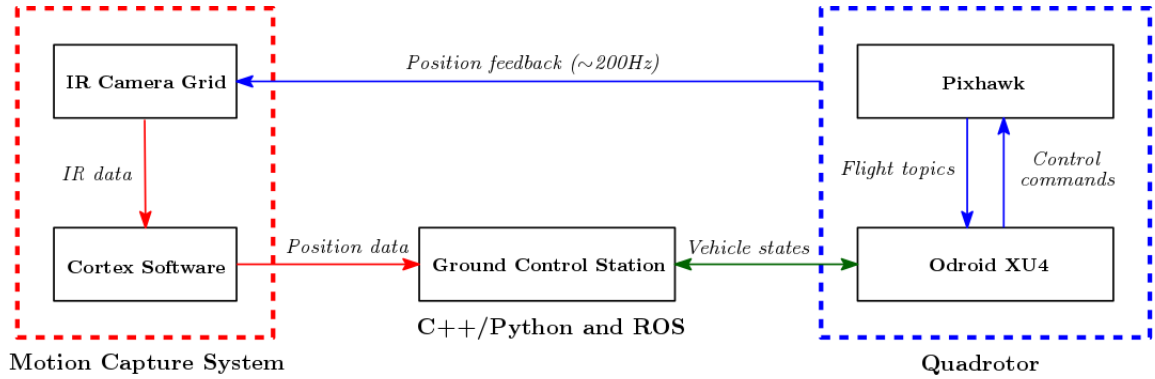 IR Camera Grid
Position feedback (~200Hz)
Pixhawk
IR data
Flight topics
Control
commands
Cortex Software
Position data
Ground Control Station
Vehicle states
Odroid XU4
C++/Python and ROS
Motion Capture System
Quadrotor